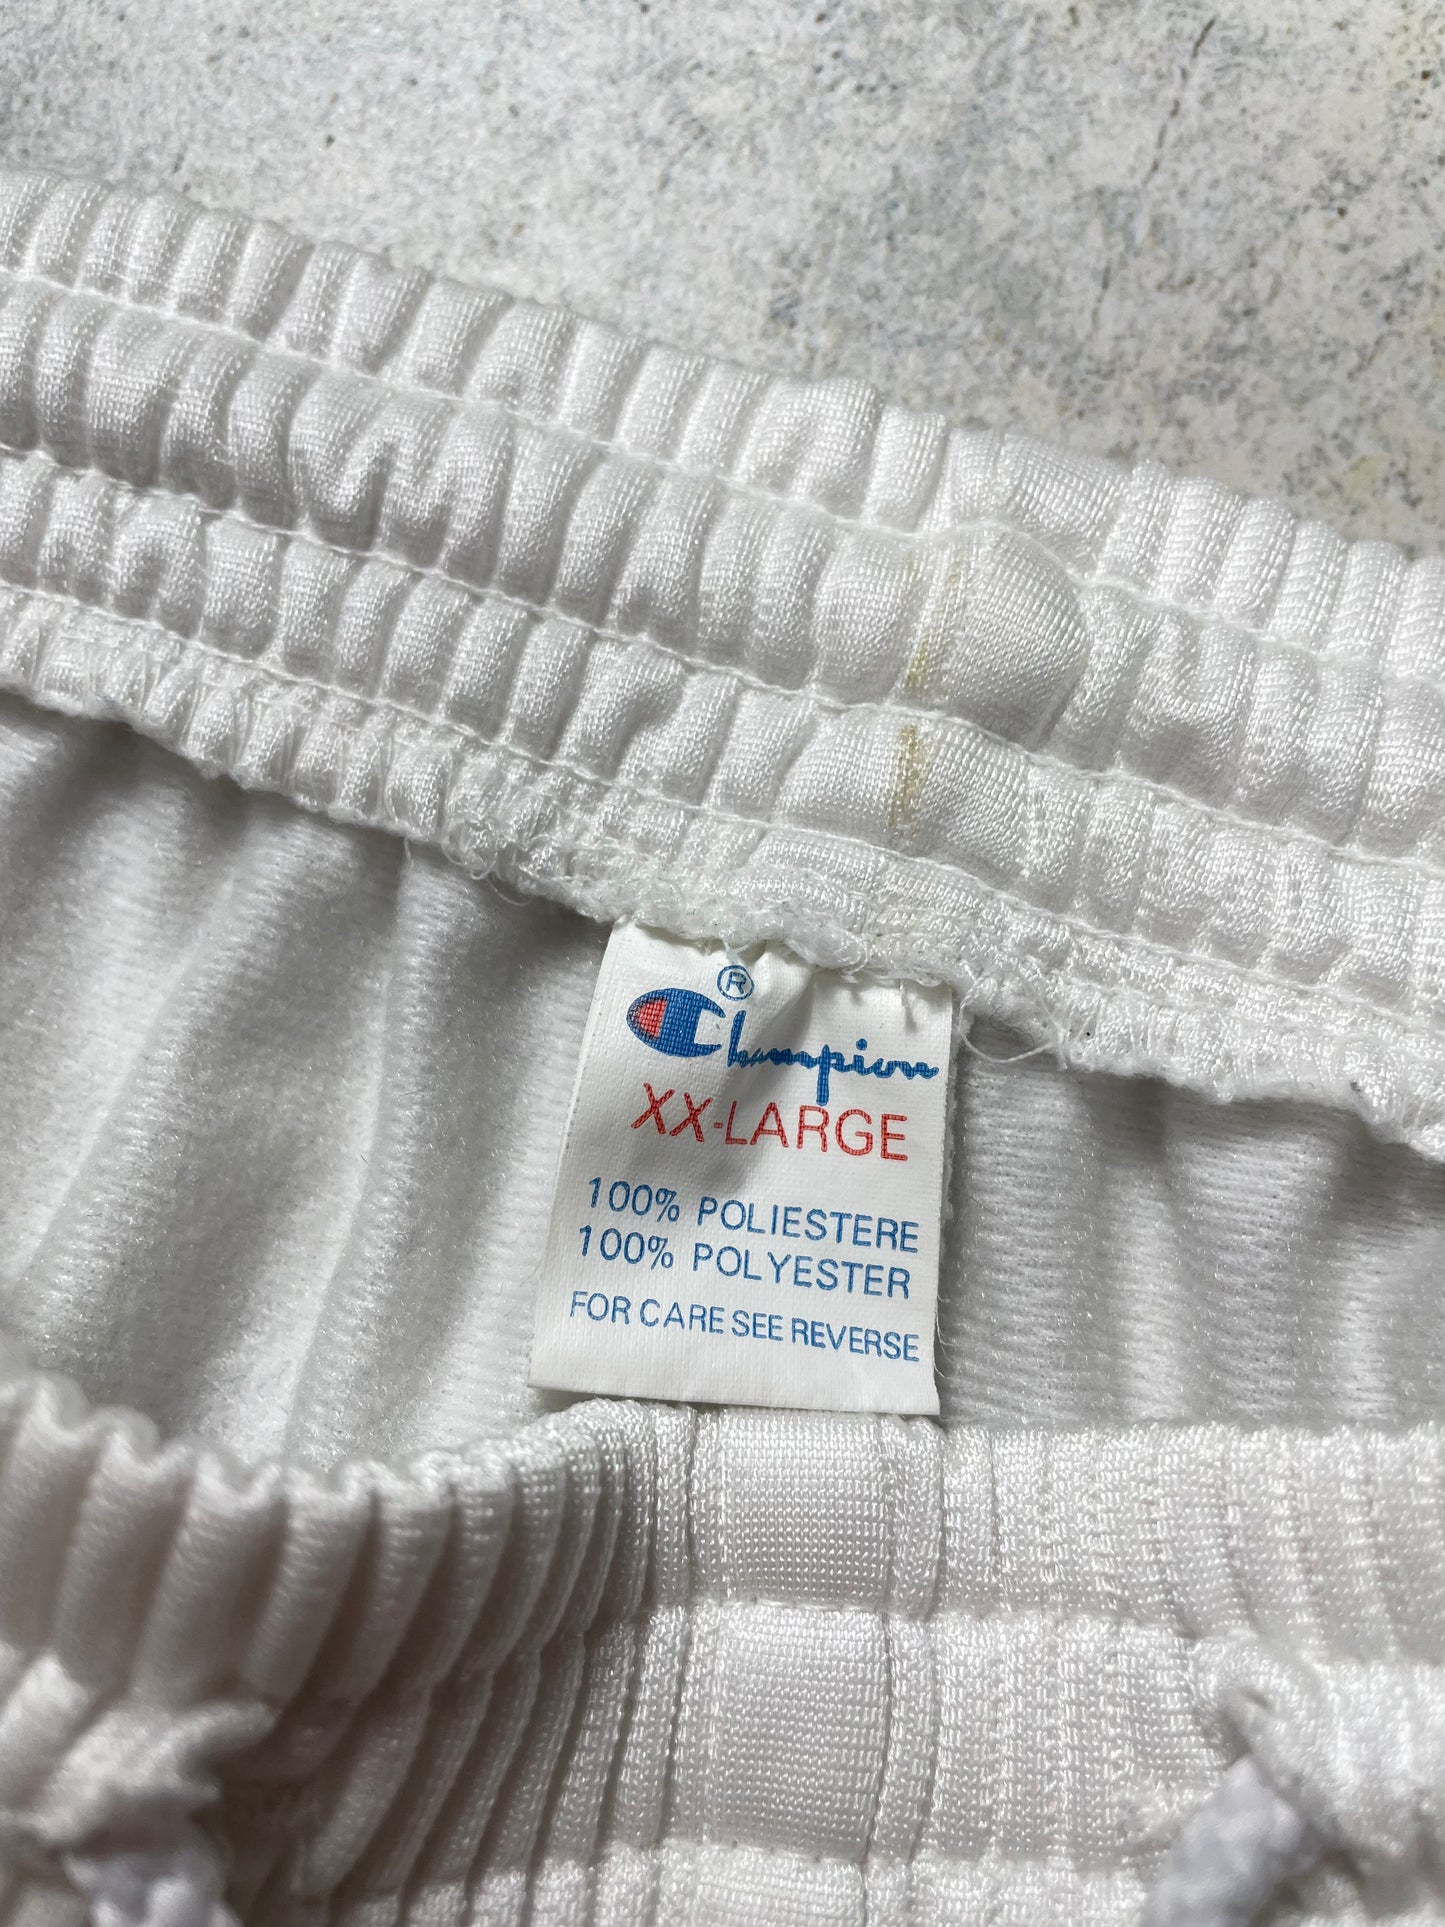 Champion®
XX-LARGE
100% POLIESTERE
100% POLYESTER
FOR CARE SEE REVERSE